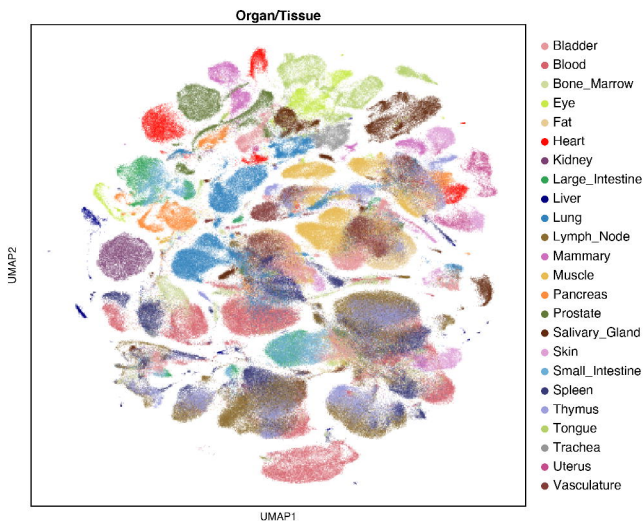 Organ/Tissue
Bladder
Blood
Bone_Marrow
Eye
Fat
Heart
Kidney
Large_Intestine
Liver
Lung
Lymph_Node
Mammary
Muscle
Pancreas
Prostate
Salivary_Gland
Skin
Small_Intestine
Spleen
Thymus
Tongue
Trachea
Uterus
Vasculature
UMAP2
UMAP1